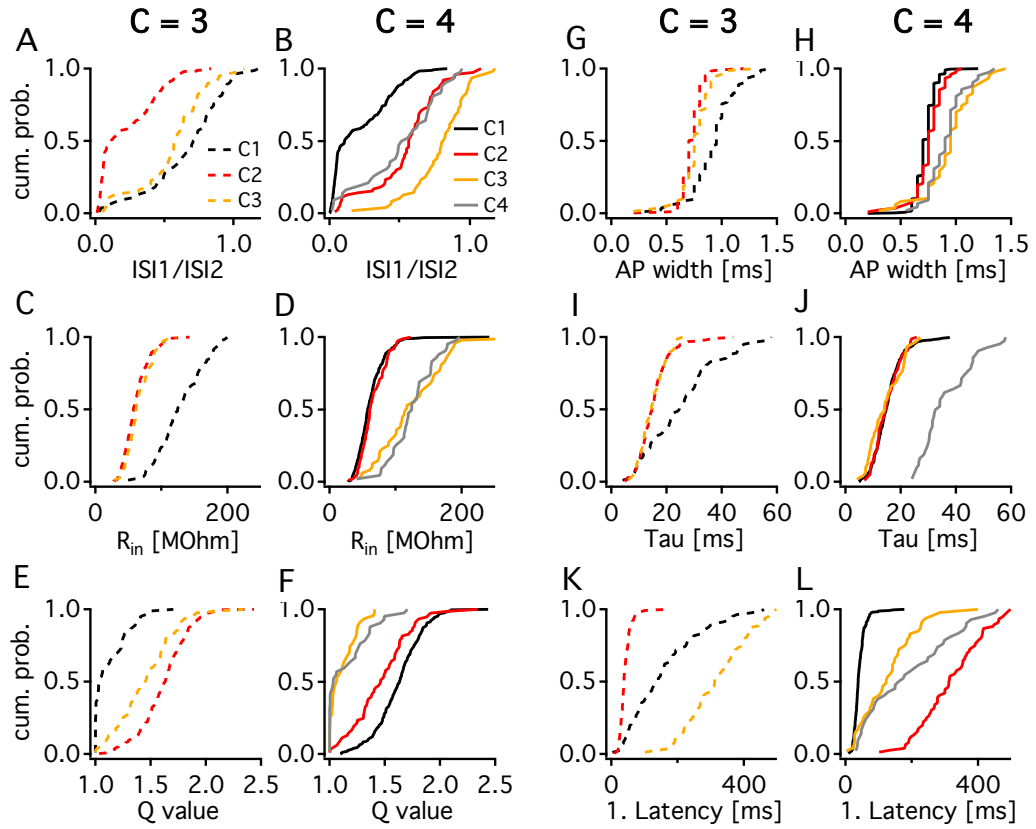 C = 3 C = 4 C = 3 C = 4
A B G H
cum. prob.
1.0 1.0 1.0 1.0
0.5 0.5 0.5 0.5
0.0 0.0 0.0 0.0
C1 C1
C2 C2
C3 C3
C4
0.0 1.0 0.0 1.0 0.0 0.5 1.0 1.5 0.0 0.5 1.0 1.5
ISI1/ISI2 ISI1/ISI2 AP width [ms] AP width [ms]
C D I J
cum. prob.
1.0 1.0 1.0 1.0
0.5 0.5 0.5 0.5
0.0 0.0 0.0 0.0
0 200 0 200 0 20 40 60 0 20 40 60
Rin [MOhm] Rin [MOhm] Tau [ms] Tau [ms]
E F K L
cum. prob.
1.0 1.0 1.0 1.0
0.5 0.5 0.5 0.5
0.0 0.0 0.0 0.0
1.0 1.5 2.0 2.5 1.0 1.5 2.0 2.5 0 400 0 400
Q value Q value 1. Latency [ms] 1. Latency [ms]